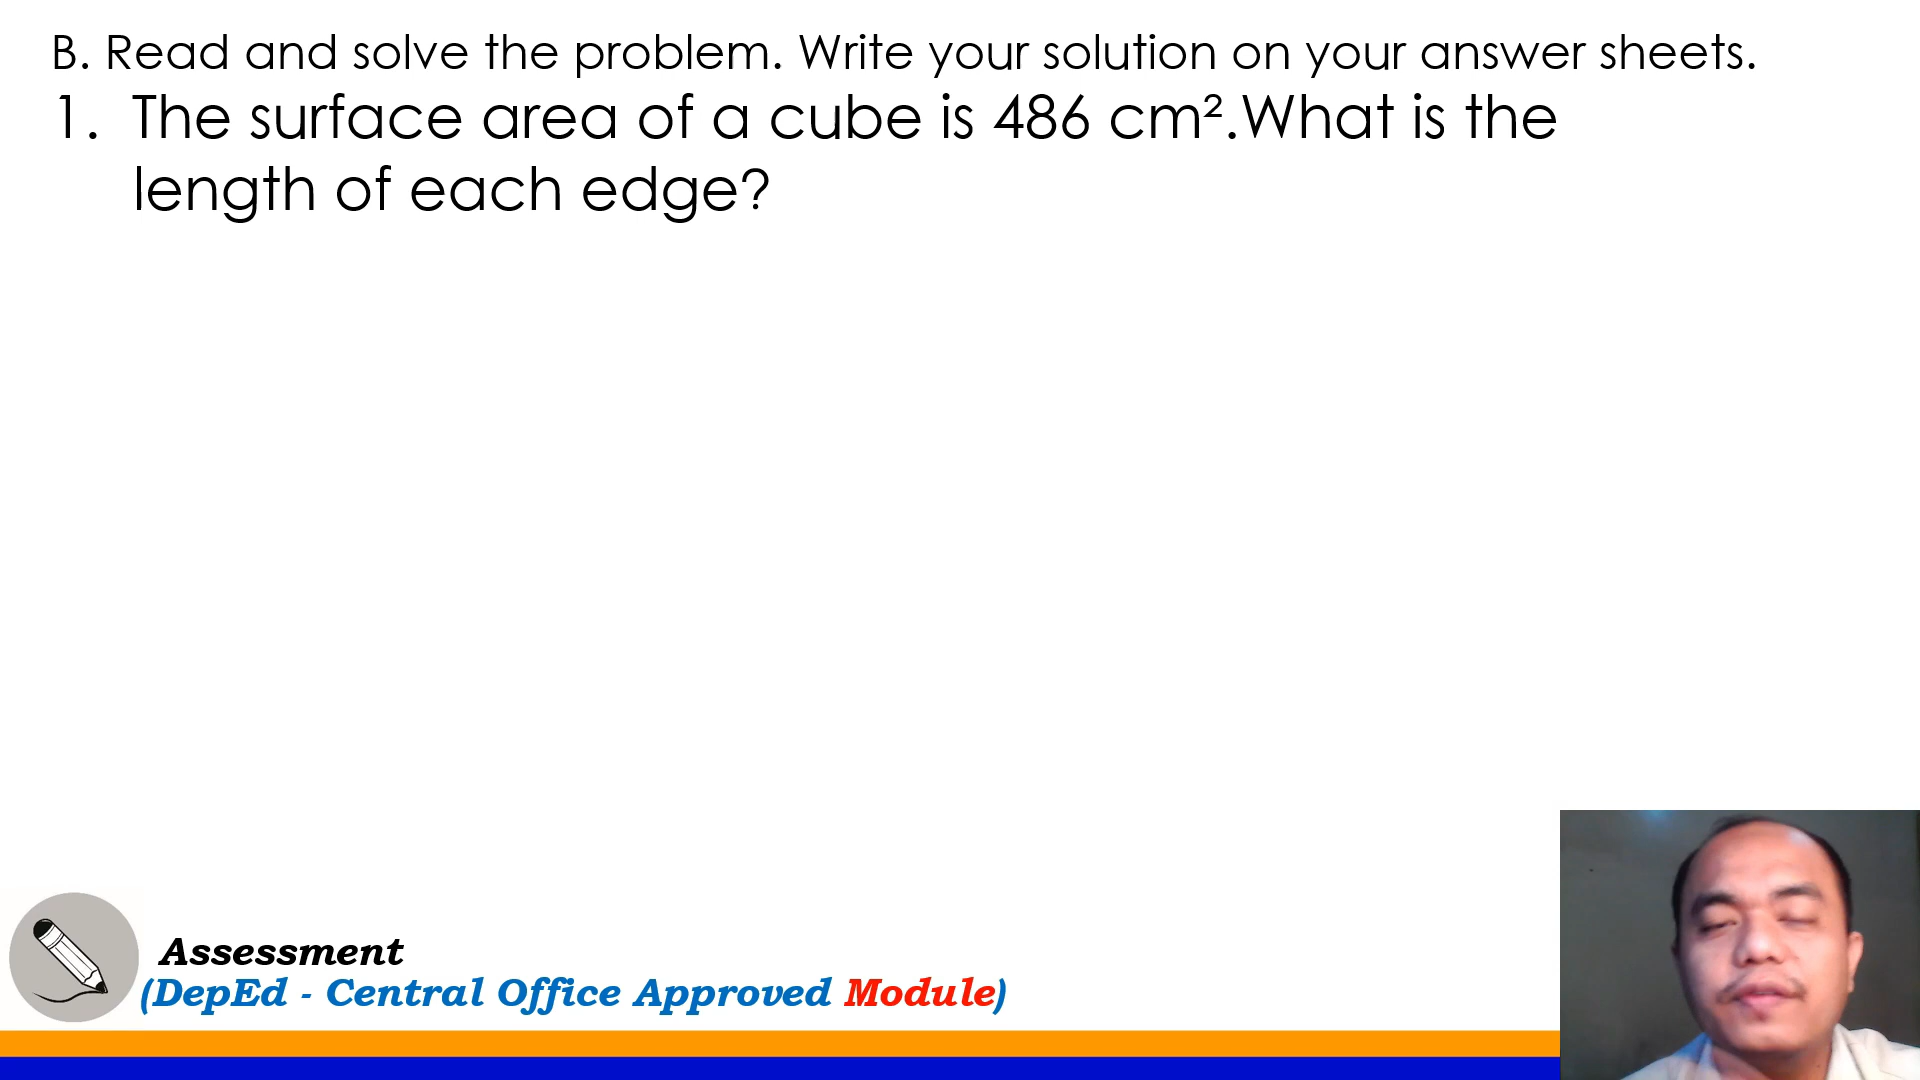 B. Read and solve the problem. Write your solution on your answer sheets.
1. The surface area of a cube is 486 cm².What is the
length of each edge?
Assessment
(DepEd - Central Office Approved Module)